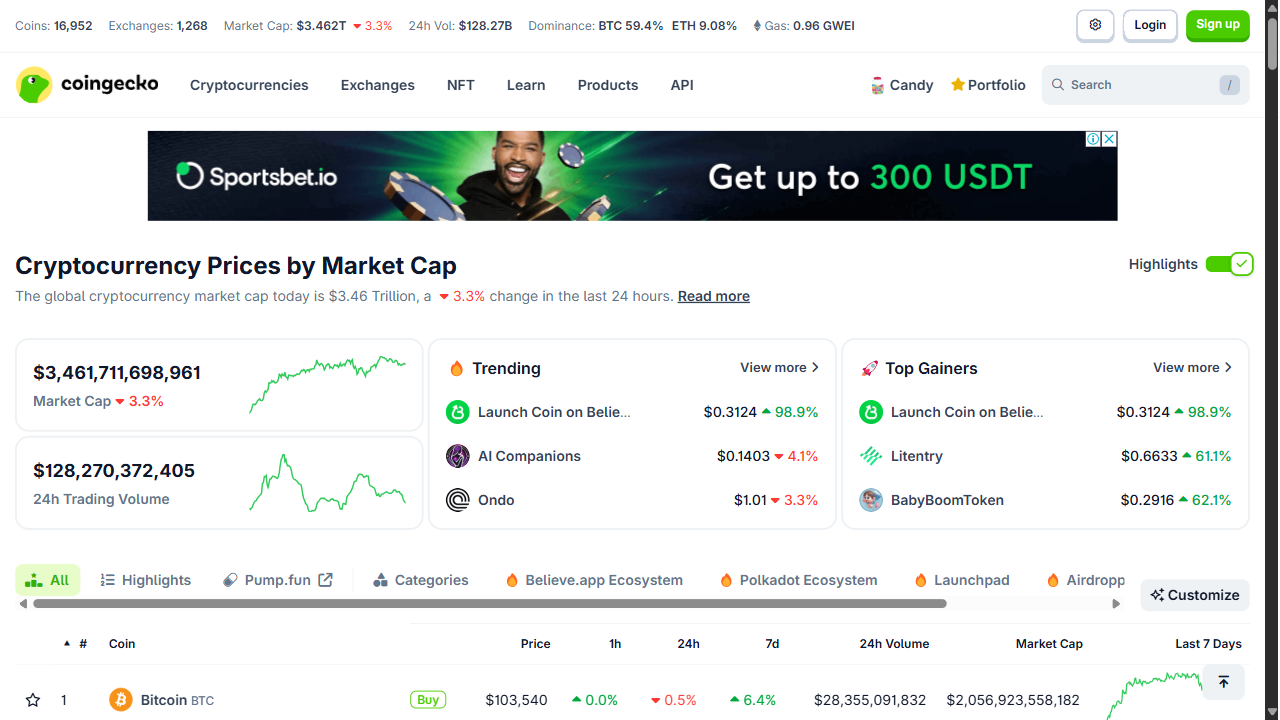 Coins: 16,952 Exchanges: 1,268 Market Cap: $3.462T 3.3% 24h Vol: $128.27B Dominance: BTC 59.4% ETH 9.08% Gas: 0.96 GWEI Login Sign up
coingecko Cryptocurrencies Exchanges NFT Learn Products API Candy Portfolio Search /
Sportsbet.io Get up to 300 USDT
Cryptocurrency Prices by Market Cap Highlights
The global cryptocurrency market cap today is $3.46 Trillion, a 3.3% change in the last 24 hours. Read more
$3,461,711,698,961
Market Cap 3.3%
$128,270,372,405
24h Trading Volume
Trending View more
Launch Coin on Belie... $0.3124 98.9%
AI Companions $0.1403 4.1%
Ondo $1.01 3.3%
Top Gainers View more
Launch Coin on Belie... $0.3124 98.9%
Litentry $0.6633 61.1%
BabyBoomToken $0.2916 62.1%
All Highlights Pump.fun Categories Believe.app Ecosystem Polkadot Ecosystem Launchpad Airdropp
Customize
# Coin Price 1h 24h 7d 24h Volume Market Cap Last 7 Days
1 Bitcoin BTC Buy $103,540 0.0% 0.5% 6.4% $28,355,091,832 $2,056,923,558,182